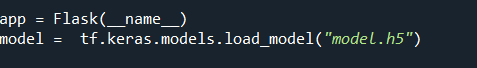 app = Flask(__name__)
model =  tf.keras.models.load_model("model.h5")